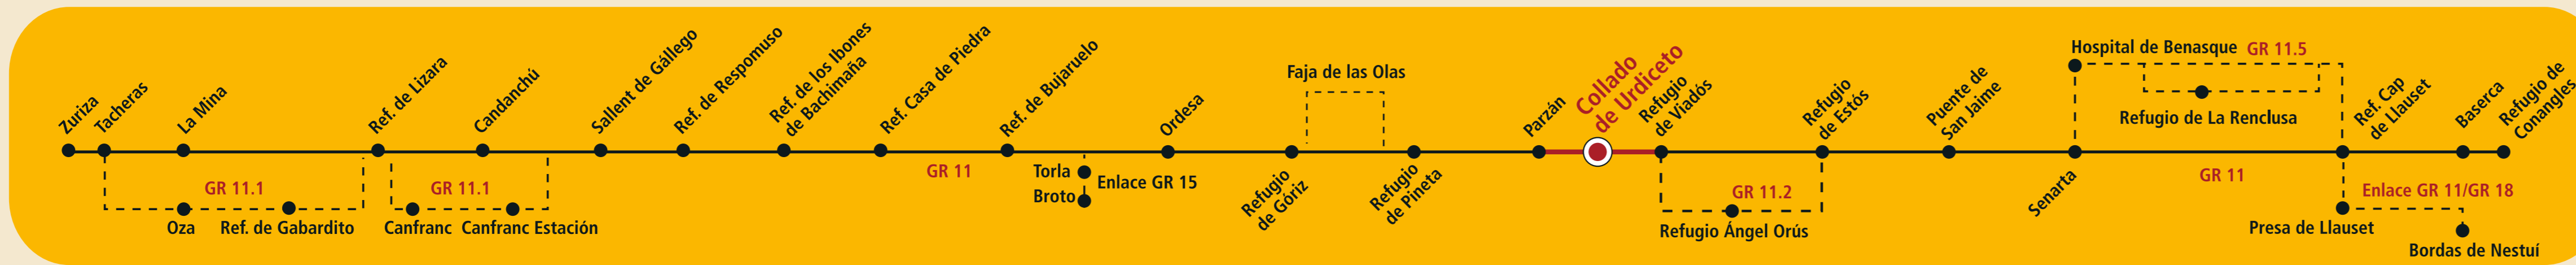 Zuriza
Tacheras
La Mina
Ref. de Lizara
Candanchú
Sallent de Gállego
Ref. de Respomuso
Ref. de los Ibones
de Bachimaña
Ref. Casa de Piedra
Ref. de Bujaruelo
Ordesa
Faja de las Olas
Parzán
Collado
de Urdiceto
Refugio
de Viadós
Refugio
de Estós
Puente de
San Jaime
Hospital de Benasque
GR 11.5
Refugio de La Renclusa
Ref. Cap
de Llauset
Baserca
Refugio de
Conangles
GR 11.1
Oza
Ref. de Gabardito
GR 11.1
Canfranc
Canfranc Estación
GR 11
Torla
Broto
Enlace GR 15
Refugio
de Góriz
Refugio
de Pineta
GR 11.2
Refugio Ángel Orús
Senarta
GR 11
Enlace GR 11/GR 18
Presa de Llauset
Bordas de Nestuí